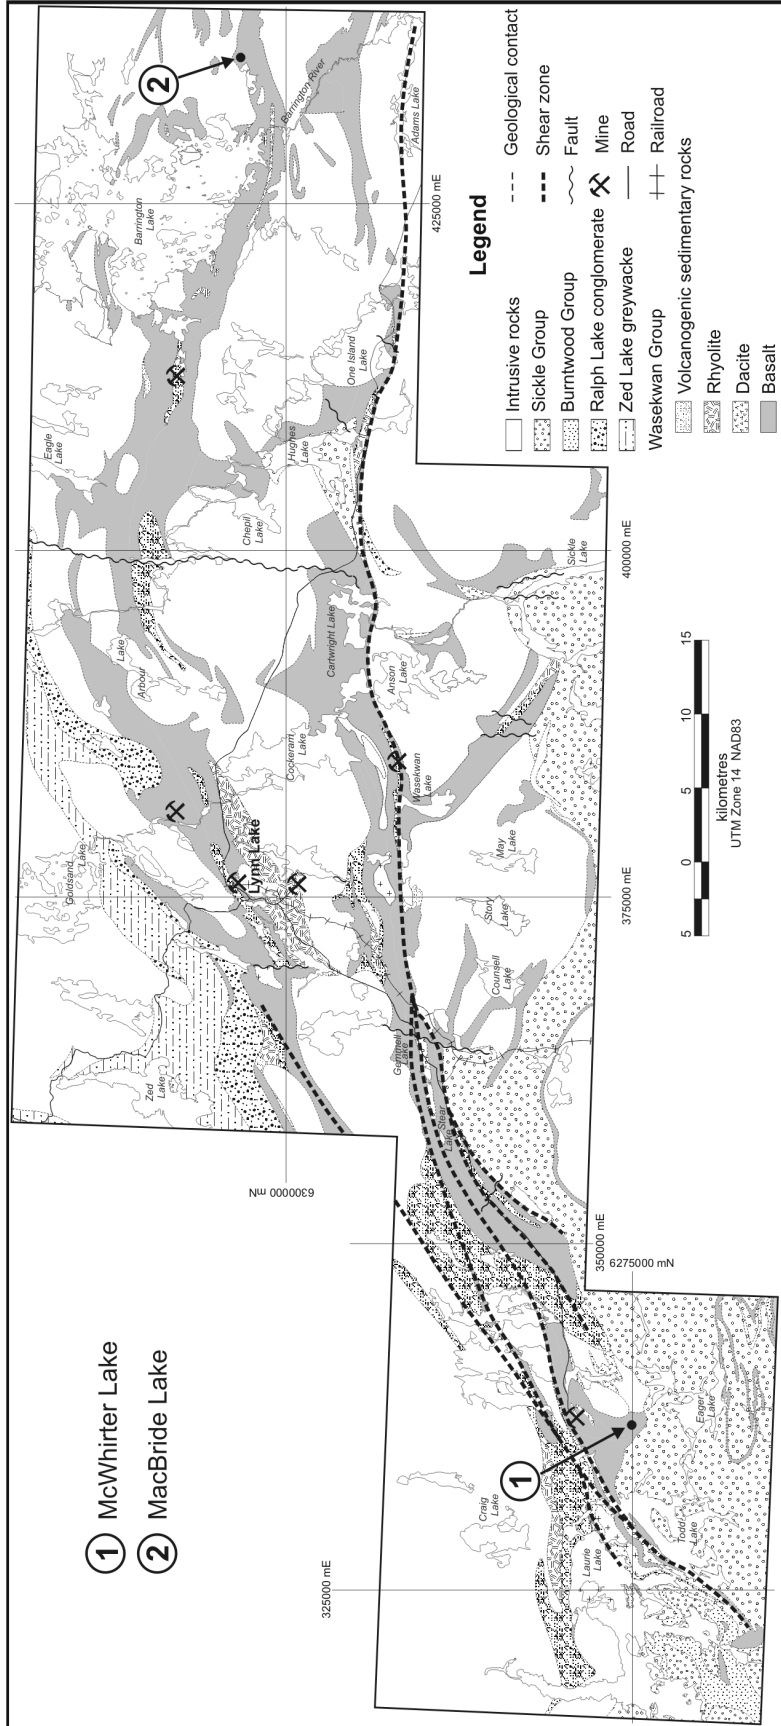 1 McWhirter Lake
2 MacBride Lake
325000 mE
350000 mE
375000 mE
400000 mE
425000 mE
6300000 mN
6275000 mN
Craig
Lake
Laurie
Lake
Todd
Lake
Eager
Lake
1
Zed
Lake
Goldsand
Lake
Lynn Lake
Gemmell
Lake
Stear
Lake
Counsell
Lake
Story
Lake
May
Lake
Wasekwan
Lake
Cockeram
Lake
Cartwright Lake
Anson
Lake
Arbour
Lake
Sickle
Lake
Eagle
Lake
Chepil
Lake
Hughes
Lake
One Island
Lake
Barrington
Lake
Barrington River
Adams Lake
2
5 0 5 10 15
kilometres
UTM Zone 14 NAD83
Legend
Intrusive rocks
Sickle Group
Burntwood Group
Ralph Lake conglomerate
Zed Lake greywacke
Wasekwan Group
Volcanogenic sedimentary rocks
Rhyolite
Dacite
Basalt
Geological contact
Shear zone
Fault
Mine
Road
Railroad